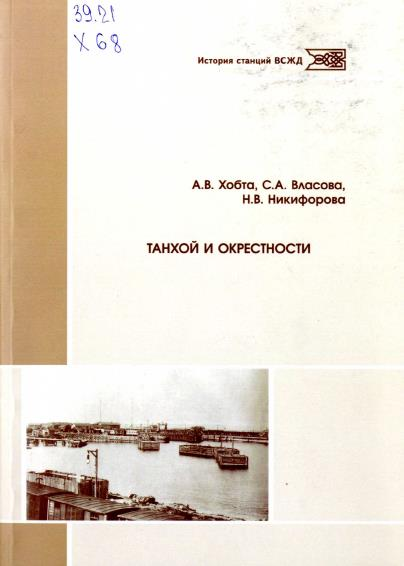 39.21
Х 68
История станций ВСЖД
А.В. Хобта, С.А. Власова,
Н.В. Никифорова
ТАНХОЙ И ОКРЕСТНОСТИ